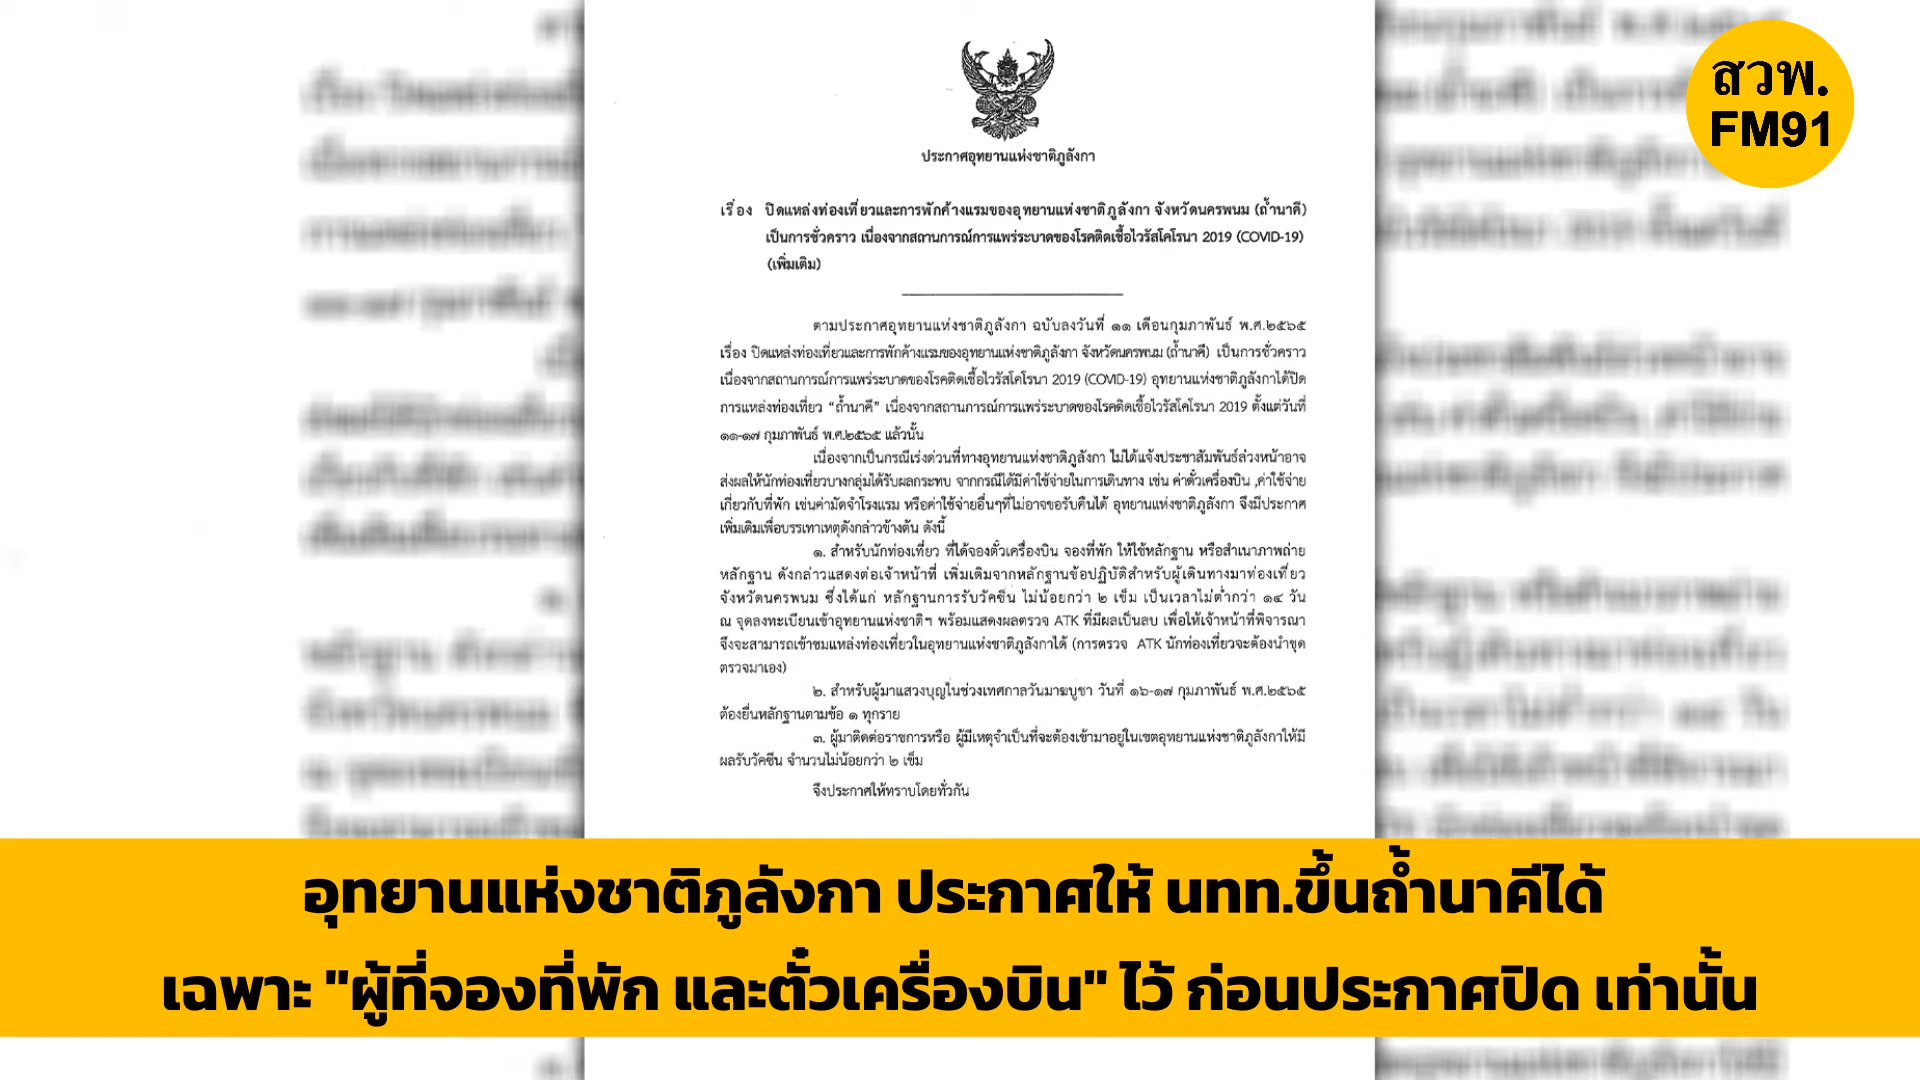 สวพ.
FM91
ประกาศอุทยานแห่งชาติภูลังกา
เรื่อง ปิดแหล่งท่องเที่ยวและการพักค้างแรมของอุทยานแห่งชาติภูลังกา จังหวัดนครพนม (ถ้ำนาคี)
เป็นการชั่วคราว เนื่องจากสถานการณ์การแพร่ระบาดของโรคติดเชื้อไวรัสโคโรนา 2019 (COVID-19)
(เพิ่มเติม)
ตามประกาศอุทยานแห่งชาติภูลังกา ฉบับลงวันที่ ๑๑ เดือนกุมภาพันธ์ พ.ศ.๒๕๖๕
เรื่อง ปิดแหล่งท่องเที่ยวและการพักค้างแรมของอุทยานแห่งชาติภูลังกา จังหวัดนครพนม (ถ้ำนาคี) เป็นการชั่วคราว
เนื่องจากสถานการณ์การแพร่ระบาดของโรคติดเชื้อไวรัสโคโรนา 2019 (COVID-19) อุทยานแห่งชาติภูลังกาได้ปิด
การแหล่งท่องเที่ยว "ถ้ำนาคี" เนื่องจากสถานการณ์การแพร่ระบาดของโรคติดเชื้อไวรัสโคโรนา 2019 ตั้งแต่วันที่
๑๑-๑๗ กุมภาพันธ์ พ.ศ.๒๕๖๕ แล้วนั้น
เนื่องจากเป็นกรณีเร่งด่วนที่ทางอุทยานแห่งชาติภูลังกา ไม่ได้แจ้งประชาสัมพันธ์ล่วงหน้าอาจ
ส่งผลให้นักท่องเที่ยวบางกลุ่มได้รับผลกระทบ จากกรณีได้มีค่าใช้จ่ายในการเดินทาง เช่น ค่าตั๋วเครื่องบิน ,ค่าใช้จ่าย
เกี่ยวกับที่พัก เช่นค่ามัดจำโรงแรม หรือค่าใช้จ่ายอื่นๆที่ไม่อาจขอรับคืนได้ อุทยานแห่งชาติภูลังกา จึงมีประกาศ
เพิ่มเติมเพื่อบรรเทาเหตุดังกล่าวข้างต้น ดังนี้
๑. สำหรับนักท่องเที่ยว ที่ได้จองตั๋วเครื่องบิน จองที่พัก ให้ใช้หลักฐาน หรือสำเนาภาพถ่าย
หลักฐาน ดังกล่าวแสดงต่อเจ้าหน้าที่ เพิ่มเติมจากหลักฐานข้อปฏิบัติสำหรับผู้เดินทางมาท่องเที่ยว
จังหวัดนครพนม ซึ่งได้แก่ หลักฐานการรับวัคซีน ไม่น้อยกว่า ๒ เข็ม เป็นเวลาไม่ต่ำกว่า ๑๔ วัน
ณ จุดลงทะเบียนเข้าอุทยานแห่งชาติฯ พร้อมแสดงผลตรวจ ATK ที่มีผลเป็นลบ เพื่อให้เจ้าหน้าที่พิจารณา
จึงจะสามารถเข้าชมแหล่งท่องเที่ยวในอุทยานแห่งชาติภูลังกาได้ (การตรวจ ATK นักท่องเที่ยวจะต้องนำชุด
ตรวจมาเอง)
๒. สำหรับผู้มาแสวงบุญในช่วงเทศกาลวันมาฆบูชา วันที่ ๑๖-๑๗ กุมภาพันธ์ พ.ศ.๒๕๖๕
ต้องยื่นหลักฐานตามข้อ ๑ ทุกราย
๓. ผู้มาติดต่อราชการหรือ ผู้มีเหตุจำเป็นที่จะต้องเข้ามาอยู่ในเขตอุทยานแห่งชาติภูลังกาให้มี
ผลรับวัคซีน จำนวนไม่น้อยกว่า ๒ เข็ม
จึงประกาศให้ทราบโดยทั่วกัน
อุทยานแห่งชาติภูลังกา ประกาศให้ นทท.ขึ้นถ้ำนาคีได้
เฉพาะ "ผู้ที่จองที่พัก และตั๋วเครื่องบิน" ไว้ ก่อนประกาศปิด เท่านั้น